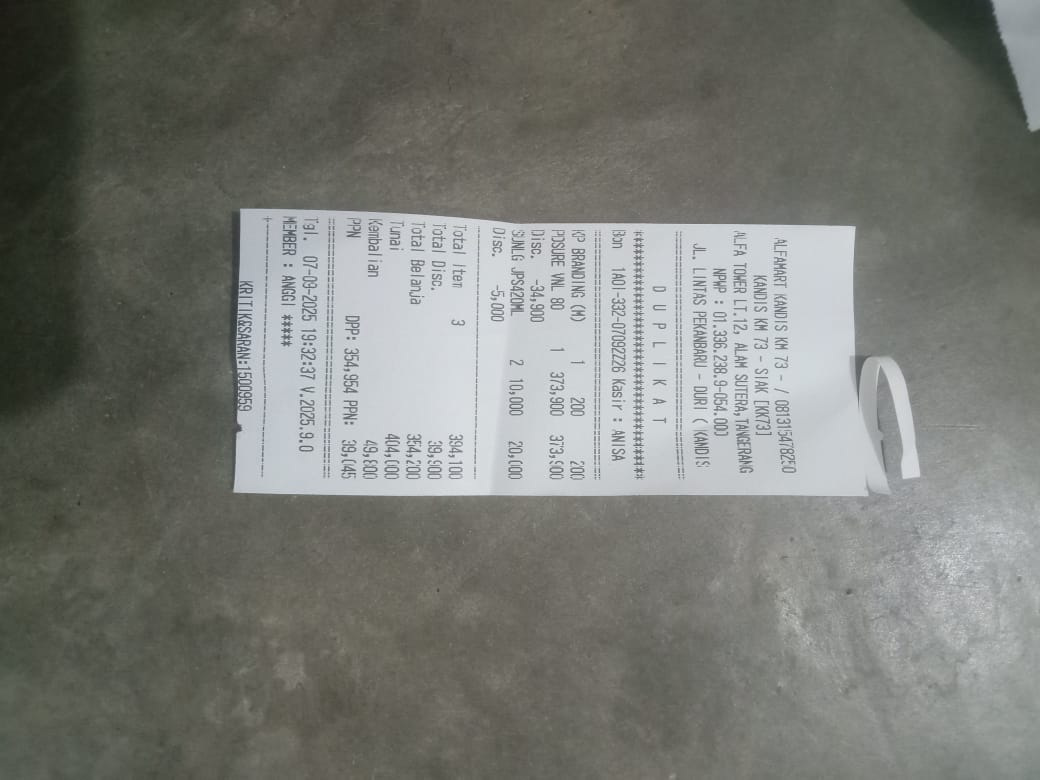 ALFAMART KANDIS KM 73 - / 081315478260
KANDIS KM 73 - SIAK [KK73]
ALFA TOWER LT.12, ALAM SUTERA,TANGERANG
NPWP : 01.336.238.9-054.000
JL. LINTAS PEKANBARU - DURI ( KANDIS
D U P L I K A T
Bon 1A01-332-07092226 Kasir : ANISA
KP BRANDING (M) 1 200 200
PDSURE VNL 80 1 373,900 373,900
Disc. -34,900
SUNLG JPS420ML 2 10,000 20,000
Disc. -5,000
Total Item 3 394,100
Total Disc. 39,900
Total Belanja 354,200
Tunai 404,000
Kembalian 49,800
PPN DPP: 354,954 PPN: 39,045
Tgl. 07-09-2025 19:32:37 V.2025.9.0
MEMBER : ANGGI *****
KRITIK&SARAN:1500959